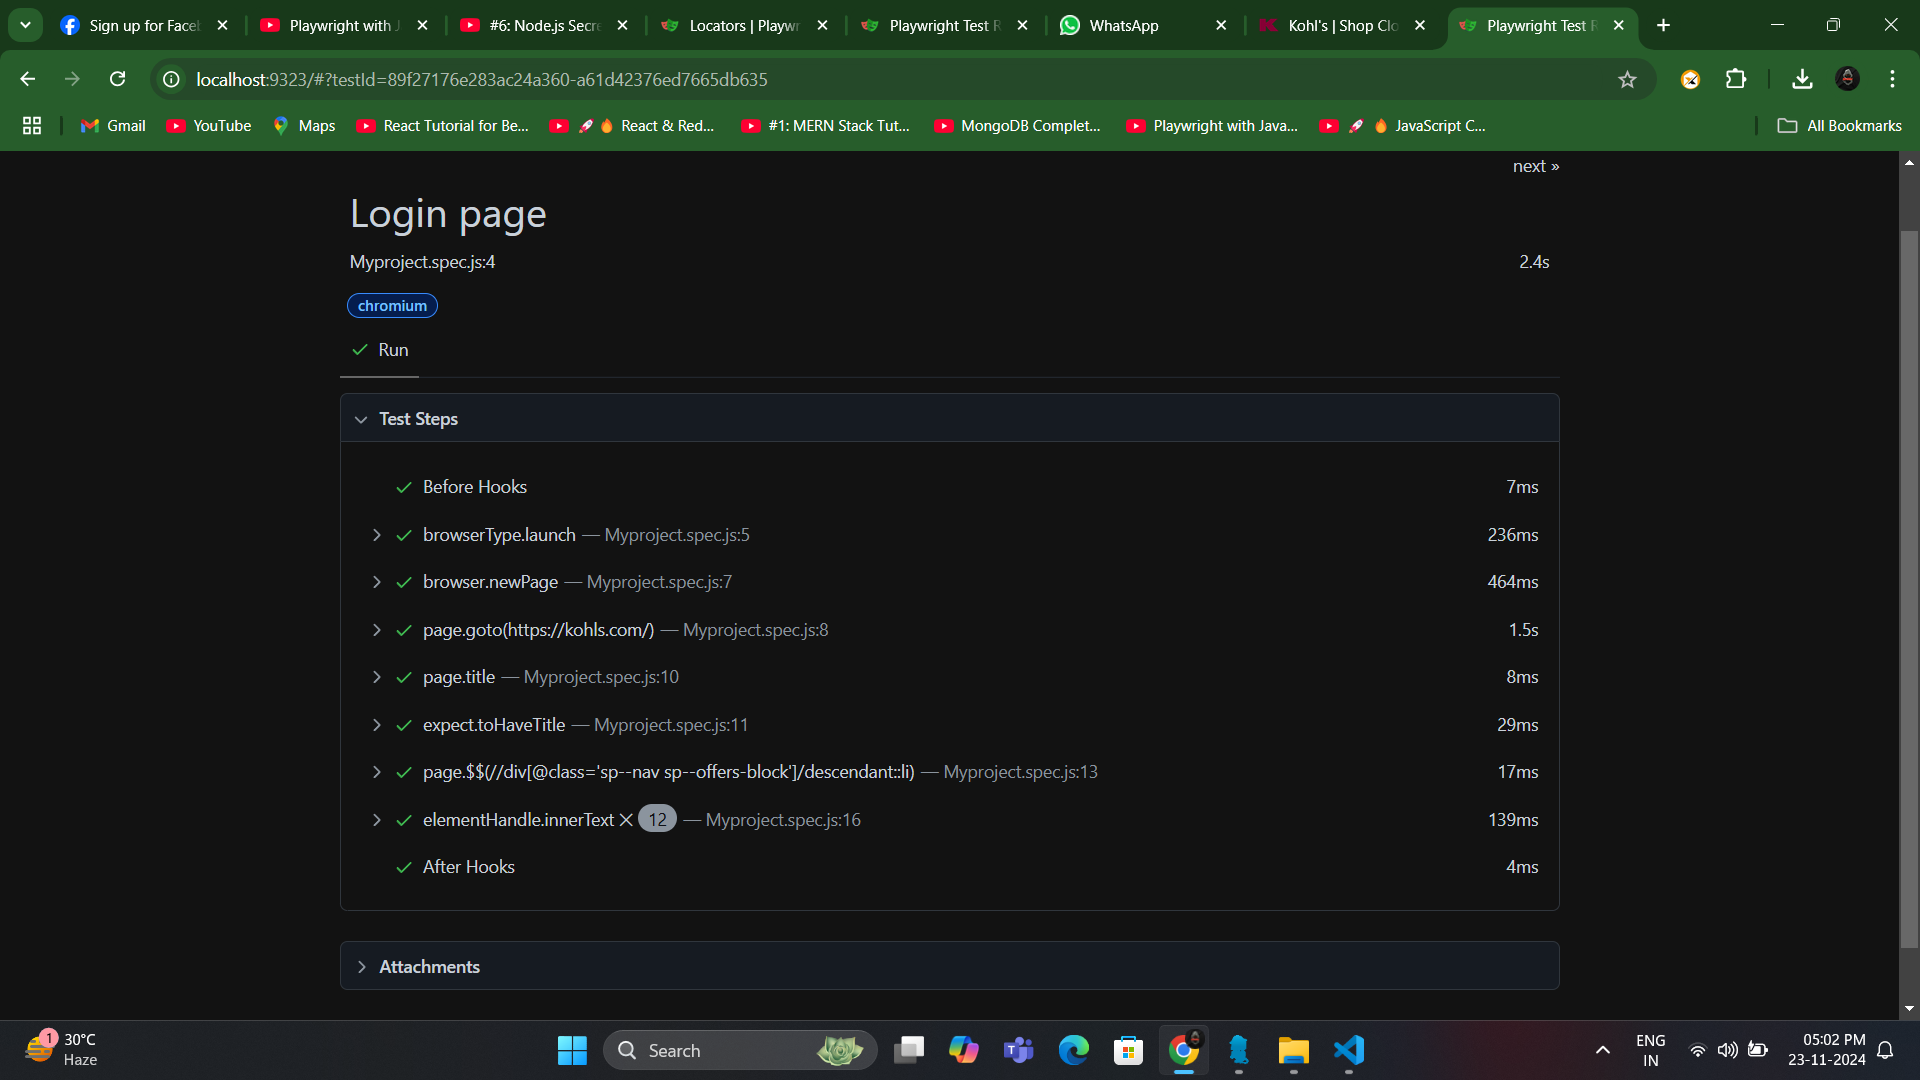 Sign up for Faceb
Playwright with J
#6: Node.js Secre
Locators | Playwr
Playwright Test R
WhatsApp
Kohl's | Shop Clo
Playwright Test R
localhost:9323/#?testId=89f27176e283ac24a360-a61d42376ed7665db635
Gmail
YouTube
Maps
React Tutorial for Be...
🚀🔥 React & Red...
#1: MERN Stack Tut...
MongoDB Complet...
Playwright with Java...
🚀🔥 JavaScript C...
All Bookmarks
next »
Login page
Myproject.spec.js:4 2.4s
chromium
Run
Test Steps
Before Hooks 7ms
browserType.launch — Myproject.spec.js:5 236ms
browser.newPage — Myproject.spec.js:7 464ms
page.goto(https://kohls.com/) — Myproject.spec.js:8 1.5s
page.title — Myproject.spec.js:10 8ms
expect.toHaveTitle — Myproject.spec.js:11 29ms
page.$$(//div[@class='sp--nav sp--offers-block']/descendant::li) — Myproject.spec.js:13 17ms
elementHandle.innerText × 12 — Myproject.spec.js:16 139ms
After Hooks 4ms
Attachments
1
30°C
Haze
Search
ENG
IN
05:02 PM
23-11-2024